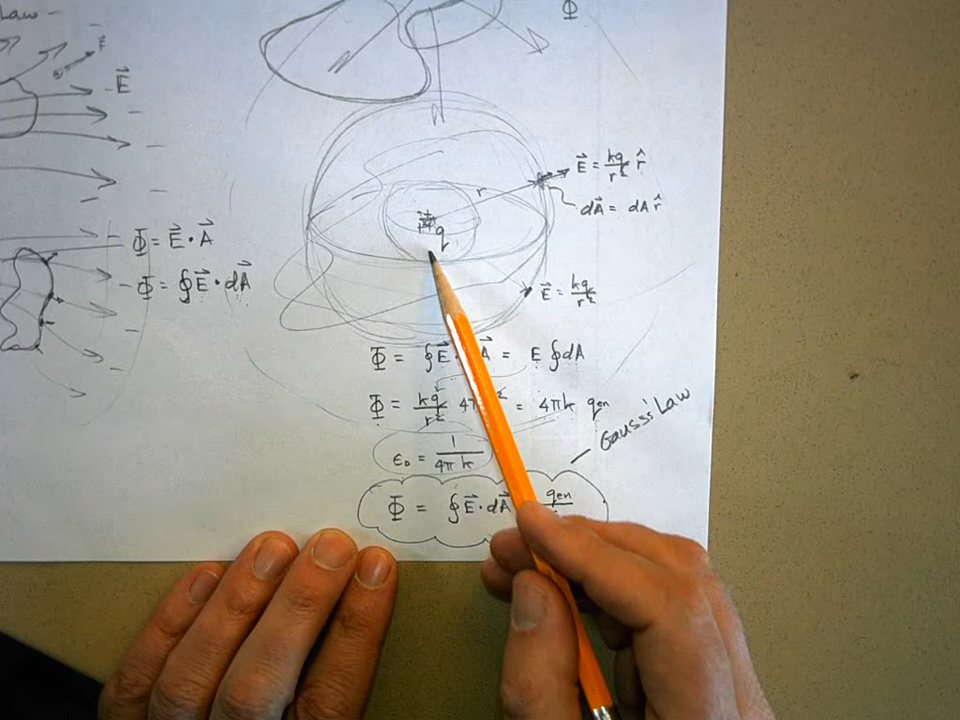 Law —
Φ
F⃗
E⃗
E⃗ = kq/r² r̂
r
dA⃗ = dA r̂
q
Φ = E⃗ · A⃗
Φ = ∮E⃗ · dA⃗
E⃗ = kq/r²
Φ = ∮E⃗ · A⃗ = E ∮dA
Φ = kq/r² 4π ² = 4πk qen
Gauss' Law
ϵ₀ = 1/4πk
Φ = ∮E⃗ · dA⃗ qen